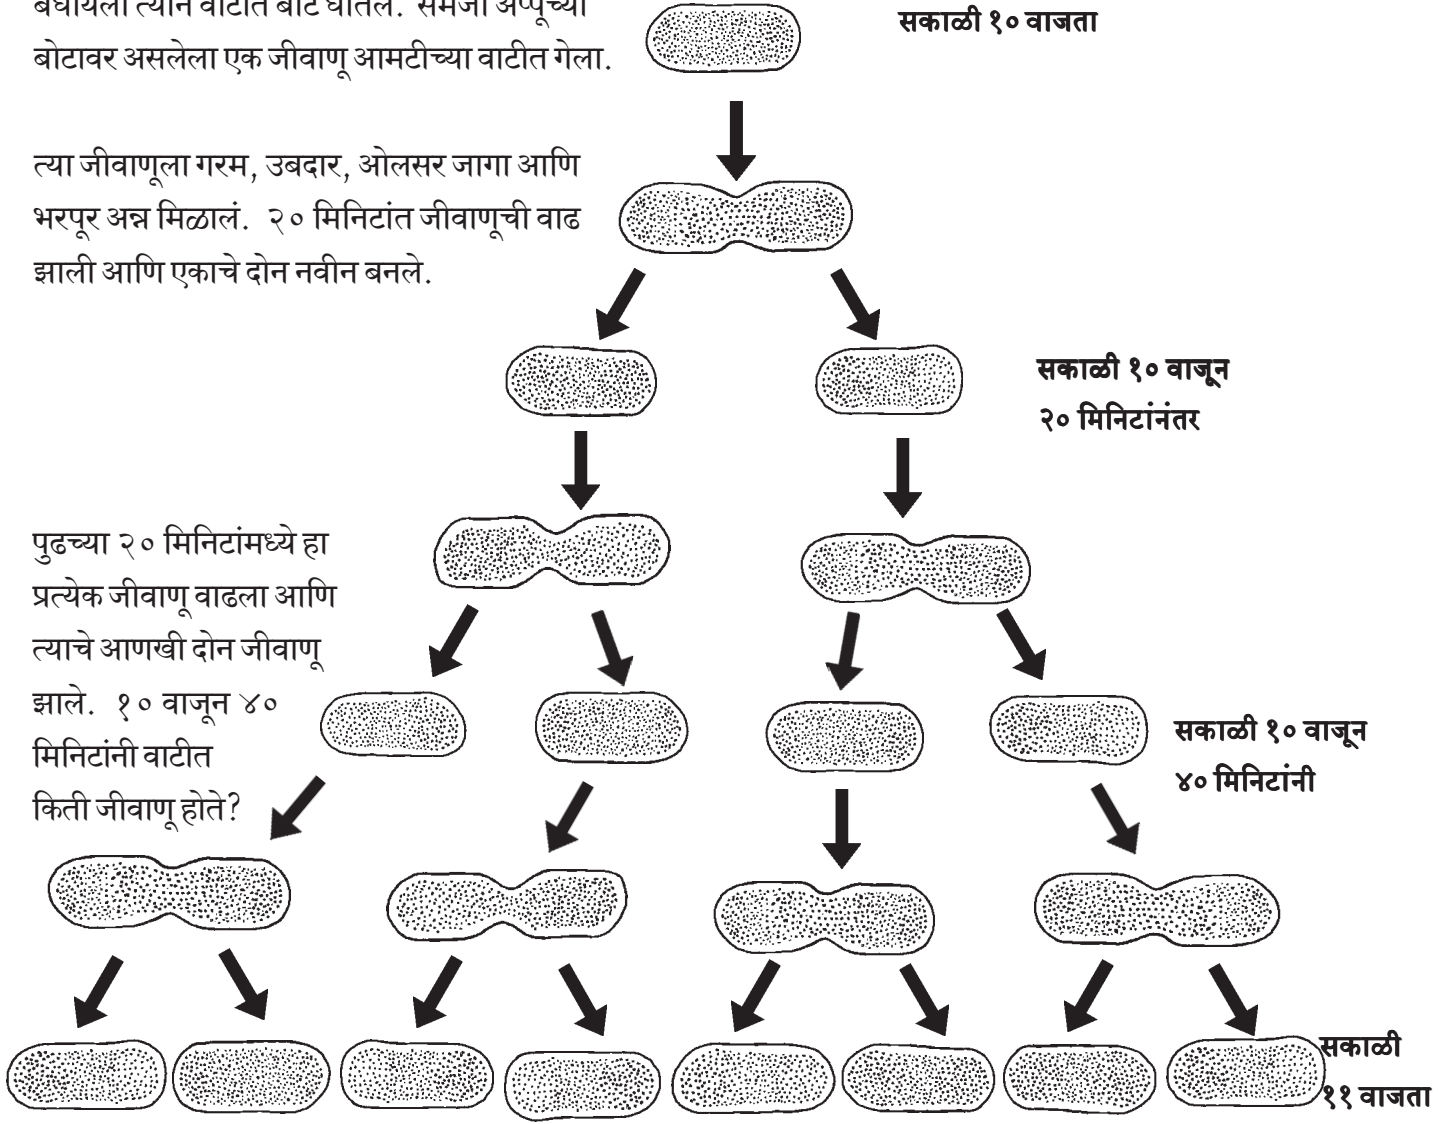 बोटावर असलेला एक जीवाणू आमटीच्या वाटीत गेला.
सकाळी १० वाजता
त्या जीवाणूला गरम, उबदार, ओलसर जागा आणि
भरपूर अन्न मिळालं. २० मिनिटांत जीवाणूची वाढ
झाली आणि एकाचे दोन नवीन बनले.
सकाळी १० वाजून
२० मिनिटांनंतर
पुढच्या २० मिनिटांमध्ये हा
प्रत्येक जीवाणू वाढला आणि
त्याचे आणखी दोन जीवाणू
झाले. १० वाजून ४०
मिनिटांनी वाटीत
किती जीवाणू होते?
सकाळी १० वाजून
४० मिनिटांनी
सकाळी
११ वाजता